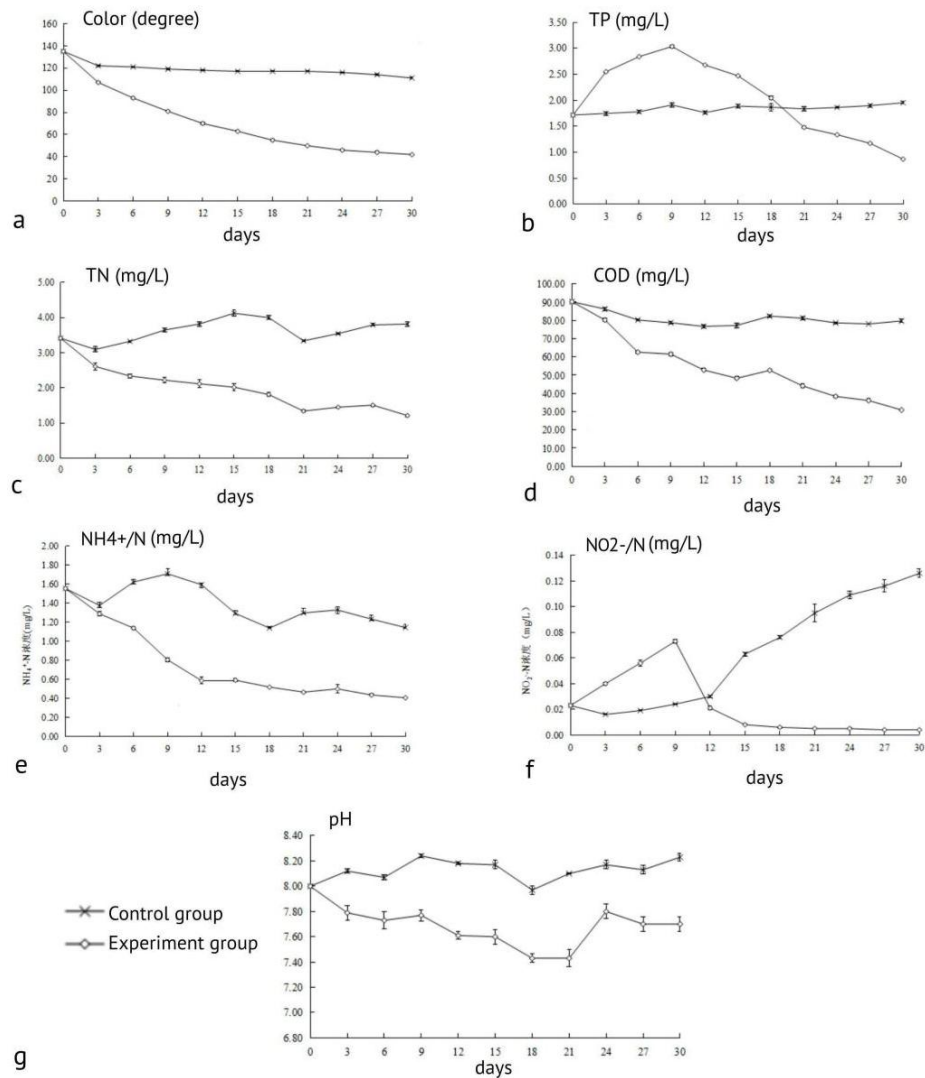 Color (degree)
160
140
120
100
80
60
40
20
0
0 3 6 9 12 15 18 21 24 27 30
a
days
TP (mg/L)
3.50
3.00
2.50
2.00
1.50
1.00
0.50
0.00
0 3 6 9 12 15 18 21 24 27 30
b
days
TN (mg/L)
5.00
4.00
3.00
2.00
1.00
0.00
0 3 6 9 12 15 18 21 24 27 30
c
days
COD (mg/L)
100.00
90.00
80.00
70.00
60.00
50.00
40.00
30.00
20.00
10.00
0.00
0 3 6 9 12 15 18 21 24 27 30
d
days
NH4+/N (mg/L)
NH₄⁺-N浓度(mg/L)
2.00
1.80
1.60
1.40
1.20
1.00
0.80
0.60
0.40
0.20
0.00
0 3 6 9 12 15 18 21 24 27 30
e
days
NO2-/N (mg/L)
NO₂⁻-N浓度（mg/L）
0.14
0.12
0.10
0.08
0.06
0.04
0.02
0.00
0 3 6 9 12 15 18 21 24 27 30
f
days
pH
8.40
8.20
8.00
7.80
7.60
7.40
7.20
7.00
6.80
0 3 6 9 12 15 18 21 24 27 30
Control group
Experiment group
g
days